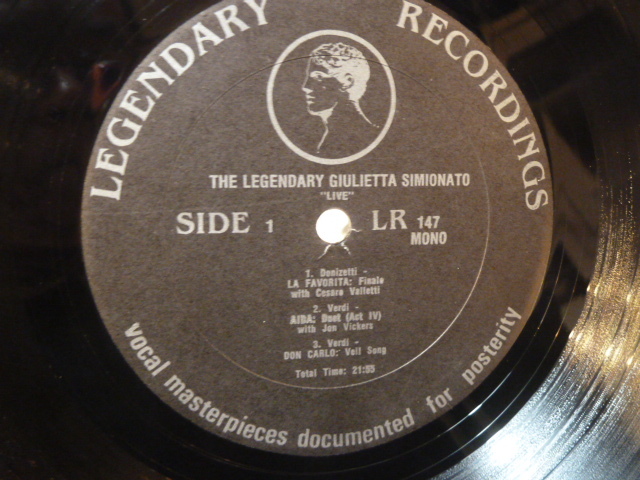 LEGENDARY RECORDINGS
THE LEGENDARY GIULIETTA SIMIONATO
"LIVE"
SIDE 1
LR 147
MONO
1. Donizetti -
LA FAVORITA: Finale
with Cesare Valletti
2. Verdi -
AIDA: Duet (Act IV)
with Jon Vickers
3. Verdi -
DON CARLO: Veil Song
Total Time: 21:55
vocal masterpieces documented for posterity